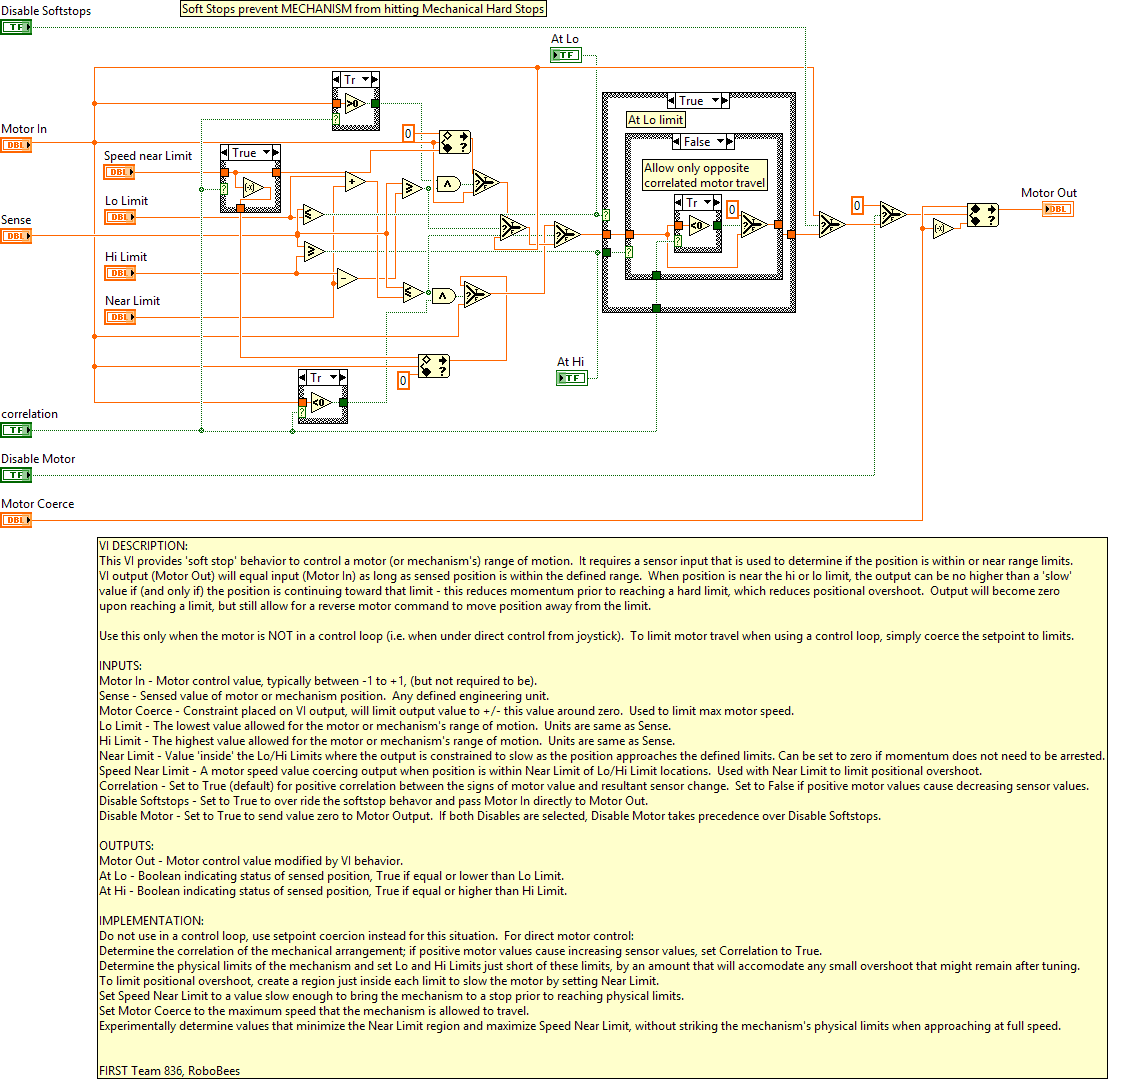 Disable Softstops
Soft Stops prevent MECHANISM from hitting Mechanical Hard Stops
TF
At Lo
TF
Tr
>0
True
At Lo limit
False
Allow only opposite
correlated motor travel
Tr
<0
0
Motor In
DBL
0
True
Speed near Limit
DBL
Lo Limit
DBL
Sense
DBL
Hi Limit
DBL
Near Limit
DBL
0
Motor Out
DBL
At Hi
TF
0
Tr
<0
correlation
TF
Disable Motor
TF
Motor Coerce
DBL
VI DESCRIPTION:
This VI provides 'soft stop' behavior to control a motor (or mechanism's) range of motion.  It requires a sensor input that is used to determine if the position is within or near range limits.
VI output (Motor Out) will equal input (Motor In) as long as sensed position is within the defined range.  When position is near the hi or lo limit, the output can be no higher than a 'slow'
value if (and only if) the position is continuing toward that limit - this reduces momentum prior to reaching a hard limit, which reduces positional overshoot.  Output will become zero
upon reaching a limit, but still allow for a reverse motor command to move position away from the limit.
Use this only when the motor is NOT in a control loop (i.e. when under direct control from joystick).  To limit motor travel when using a control loop, simply coerce the setpoint to limits.
INPUTS:
Motor In - Motor control value, typically between -1 to +1, (but not required to be).
Sense - Sensed value of motor or mechanism position.  Any defined engineering unit.
Motor Coerce - Constraint placed on VI output, will limit output value to +/- this value around zero.  Used to limit max motor speed.
Lo Limit - The lowest value allowed for the motor or mechanism's range of motion.  Units are same as Sense.
Hi Limit - The highest value allowed for the motor or mechanism's range of motion.  Units are same as Sense.
Near Limit - Value 'inside' the Lo/Hi Limits where the output is constrained to slow as the position approaches the defined limits. Can be set to zero if momentum does not need to be arrested.
Speed Near Limit - A motor speed value coercing output when position is within Near Limit of Lo/Hi Limit locations.  Used with Near Limit to limit positional overshoot.
Correlation - Set to True (default) for positive correlation between the signs of motor value and resultant sensor change.  Set to False if positive motor values cause decreasing sensor values.
Disable Softstops - Set to True to over ride the softstop behavor and pass Motor In directly to Motor Out.
Disable Motor - Set to True to send value zero to Motor Output.  If both Disables are selected, Disable Motor takes precedence over Disable Softstops.
OUTPUTS:
Motor Out - Motor control value modified by VI behavior.
At Lo - Boolean indicating status of sensed position, True if equal or lower than Lo Limit.
At Hi - Boolean indicating status of sensed position, True if equal or higher than Hi Limit.
IMPLEMENTATION:
Do not use in a control loop, use setpoint coercion instead for this situation.  For direct motor control:
Determine the correlation of the mechanical arrangement; if positive motor values cause increasing sensor values, set Correlation to True.
Determine the physical limits of the mechanism and set Lo and Hi Limits just short of these limits, by an amount that will accomodate any small overshoot that might remain after tuning.
To limit positional overshoot, create a region just inside each limit to slow the motor by setting Near Limit.
Set Speed Near Limit to a value slow enough to bring the mechanism to a stop prior to reaching physical limits.
Set Motor Coerce to the maximum speed that the mechanism is allowed to travel.
Experimentally determine values that minimize the Near Limit region and maximize Speed Near Limit, without striking the mechanism's physical limits when approaching at full speed.
FIRST Team 836, RoboBees